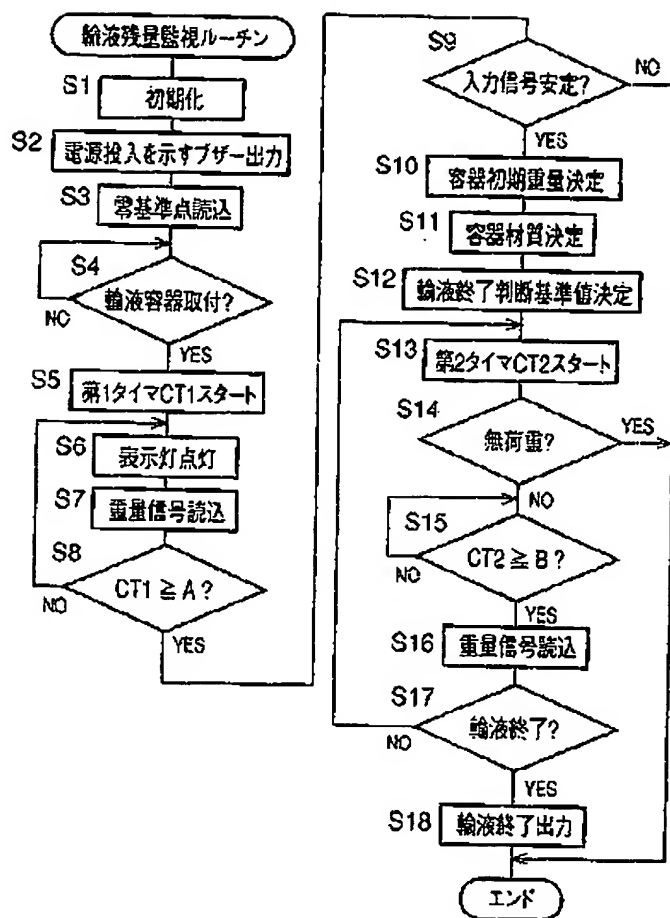 輸液残量監視ルーチン
S1
初期化
S2
電源投入を示すブザー出力
S3
零基準点読込
S4
輸液容器取付?
NO
YES
S5
第1タイマCT1スタート
S6
表示灯点灯
S7
重量信号読込
S8
CT1≧A?
NO
YES
S9
入力信号安定?
NO
YES
S10
容器初期重量決定
S11
容器材質決定
S12
輸液終了判断基準値決定
S13
第2タイマCT2スタート
S14
無荷重?
YES
NO
S15
CT2≧B?
NO
YES
S16
重量信号読込
S17
輸液終了?
NO
YES
S18
輸液終了出力
エンド